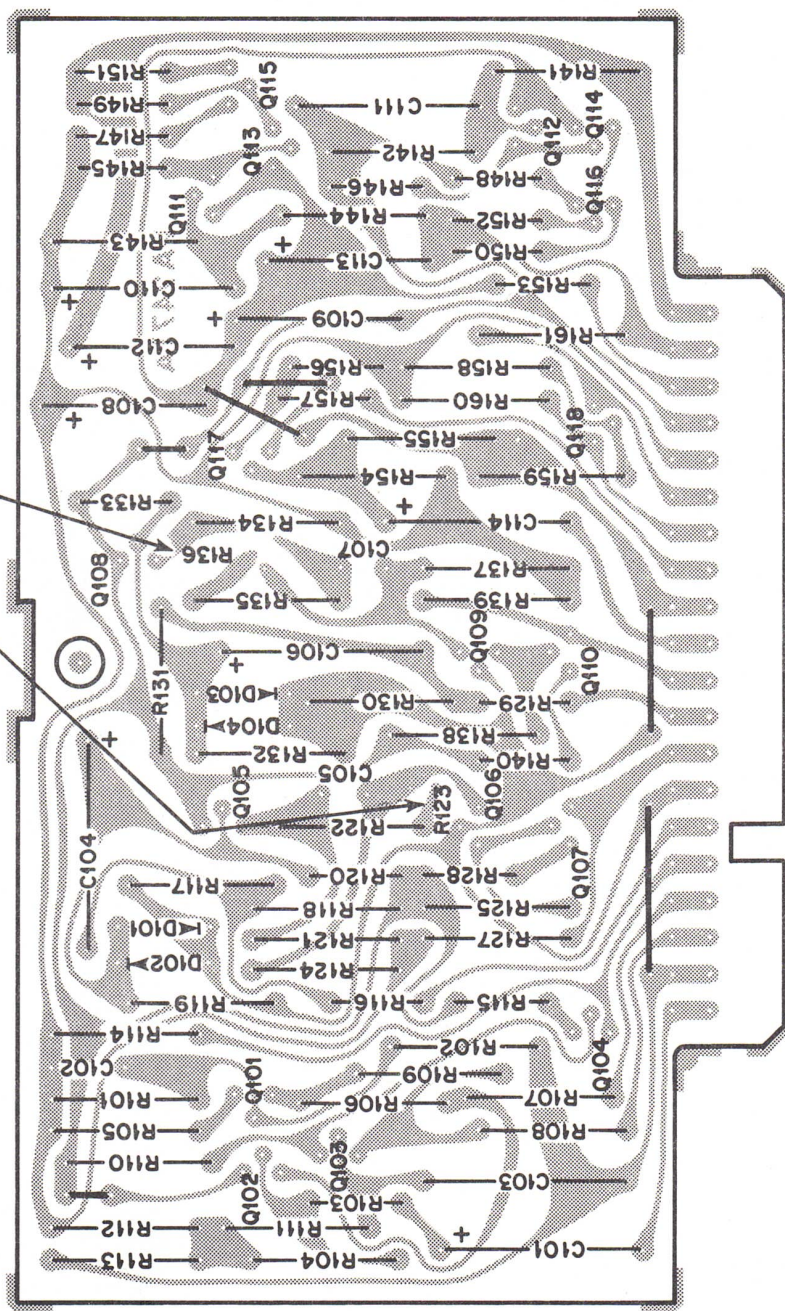 R151
R149
R147
R145
Q115
Q113
Q111
C111
R141
R142
Q112
Q114
R146
R148
Q116
R144
R152
R143
R150
+
C113
R153
C110
+
C109
+
R161
C112
+
R156
R158
R157
R160
C108
+
R155
Q118
Q117
R154
R159
R133
+
R134
C114
R136
C107
Q108
R137
R135
R139
Q109
C106
+
Q110
R131
D103
R130
R129
D104
R138
R132
R140
+
C105
Q106
Q105
R123
R122
C104
R120
R128
Q107
R117
R118
R125
D101
R121
R127
D102
R124
R119
R116
R115
R114
R102
Q104
C102
R109
Q101
R101
R106
R107
R105
R108
R110
Q103
Q102
C103
R103
R112
R111
+
R113
R104
C101